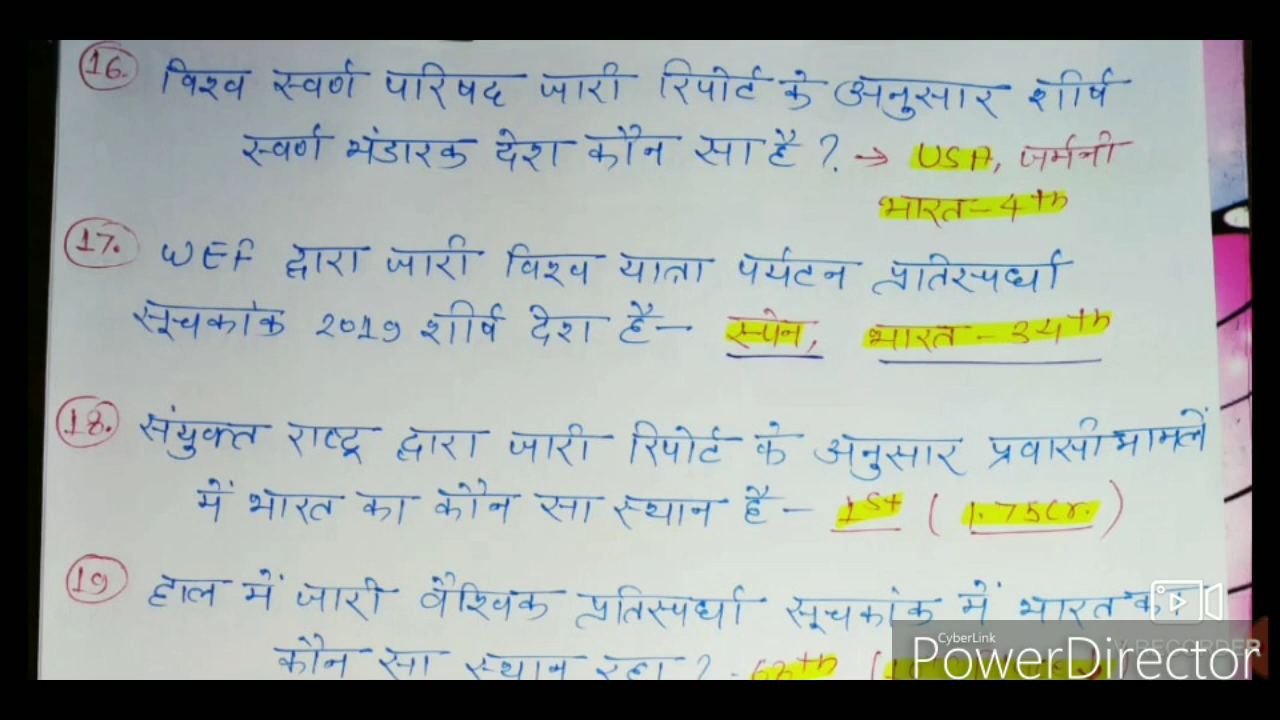 16. विश्व स्वर्ण परिषद जारी रिपोर्ट के अनुसार शीर्ष
स्वर्ण भंडारक देश कौन सा है ? → USA, जर्मनी
भारत - 4th
17. WEF द्वारा जारी विश्व यात्रा पर्यटन प्रतिस्पर्धा
सूचकांक 2019 शीर्ष देश है - स्पेन, भारत - 34th
18. संयुक्त राष्ट्र द्वारा जारी रिपोर्ट के अनुसार प्रवासी मामलें
में भारत का कौन सा स्थान है - 1st ( 1.75Cr. )
19 हाल में जारी वैश्विक प्रतिस्पर्धा सूचकांक में भारत का
कौन सा स्थान रहा ? - 68th
RECORDER
CyberLink
PowerDirector